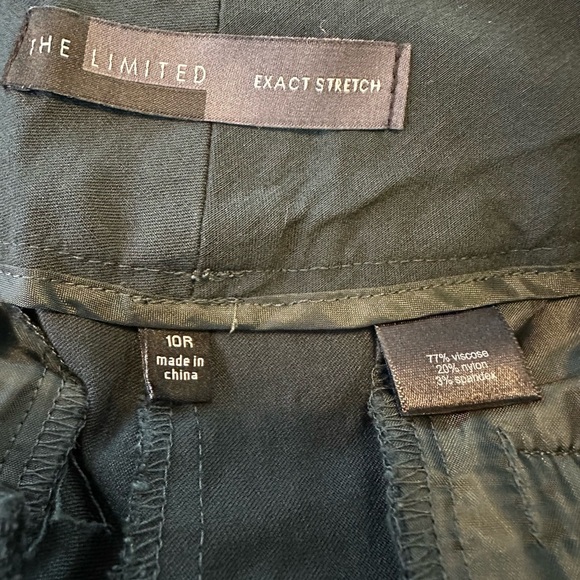 THE LIMITED
EXACT STRETCH
10R
made in
china
77% viscose
20% nylon
3% spandex